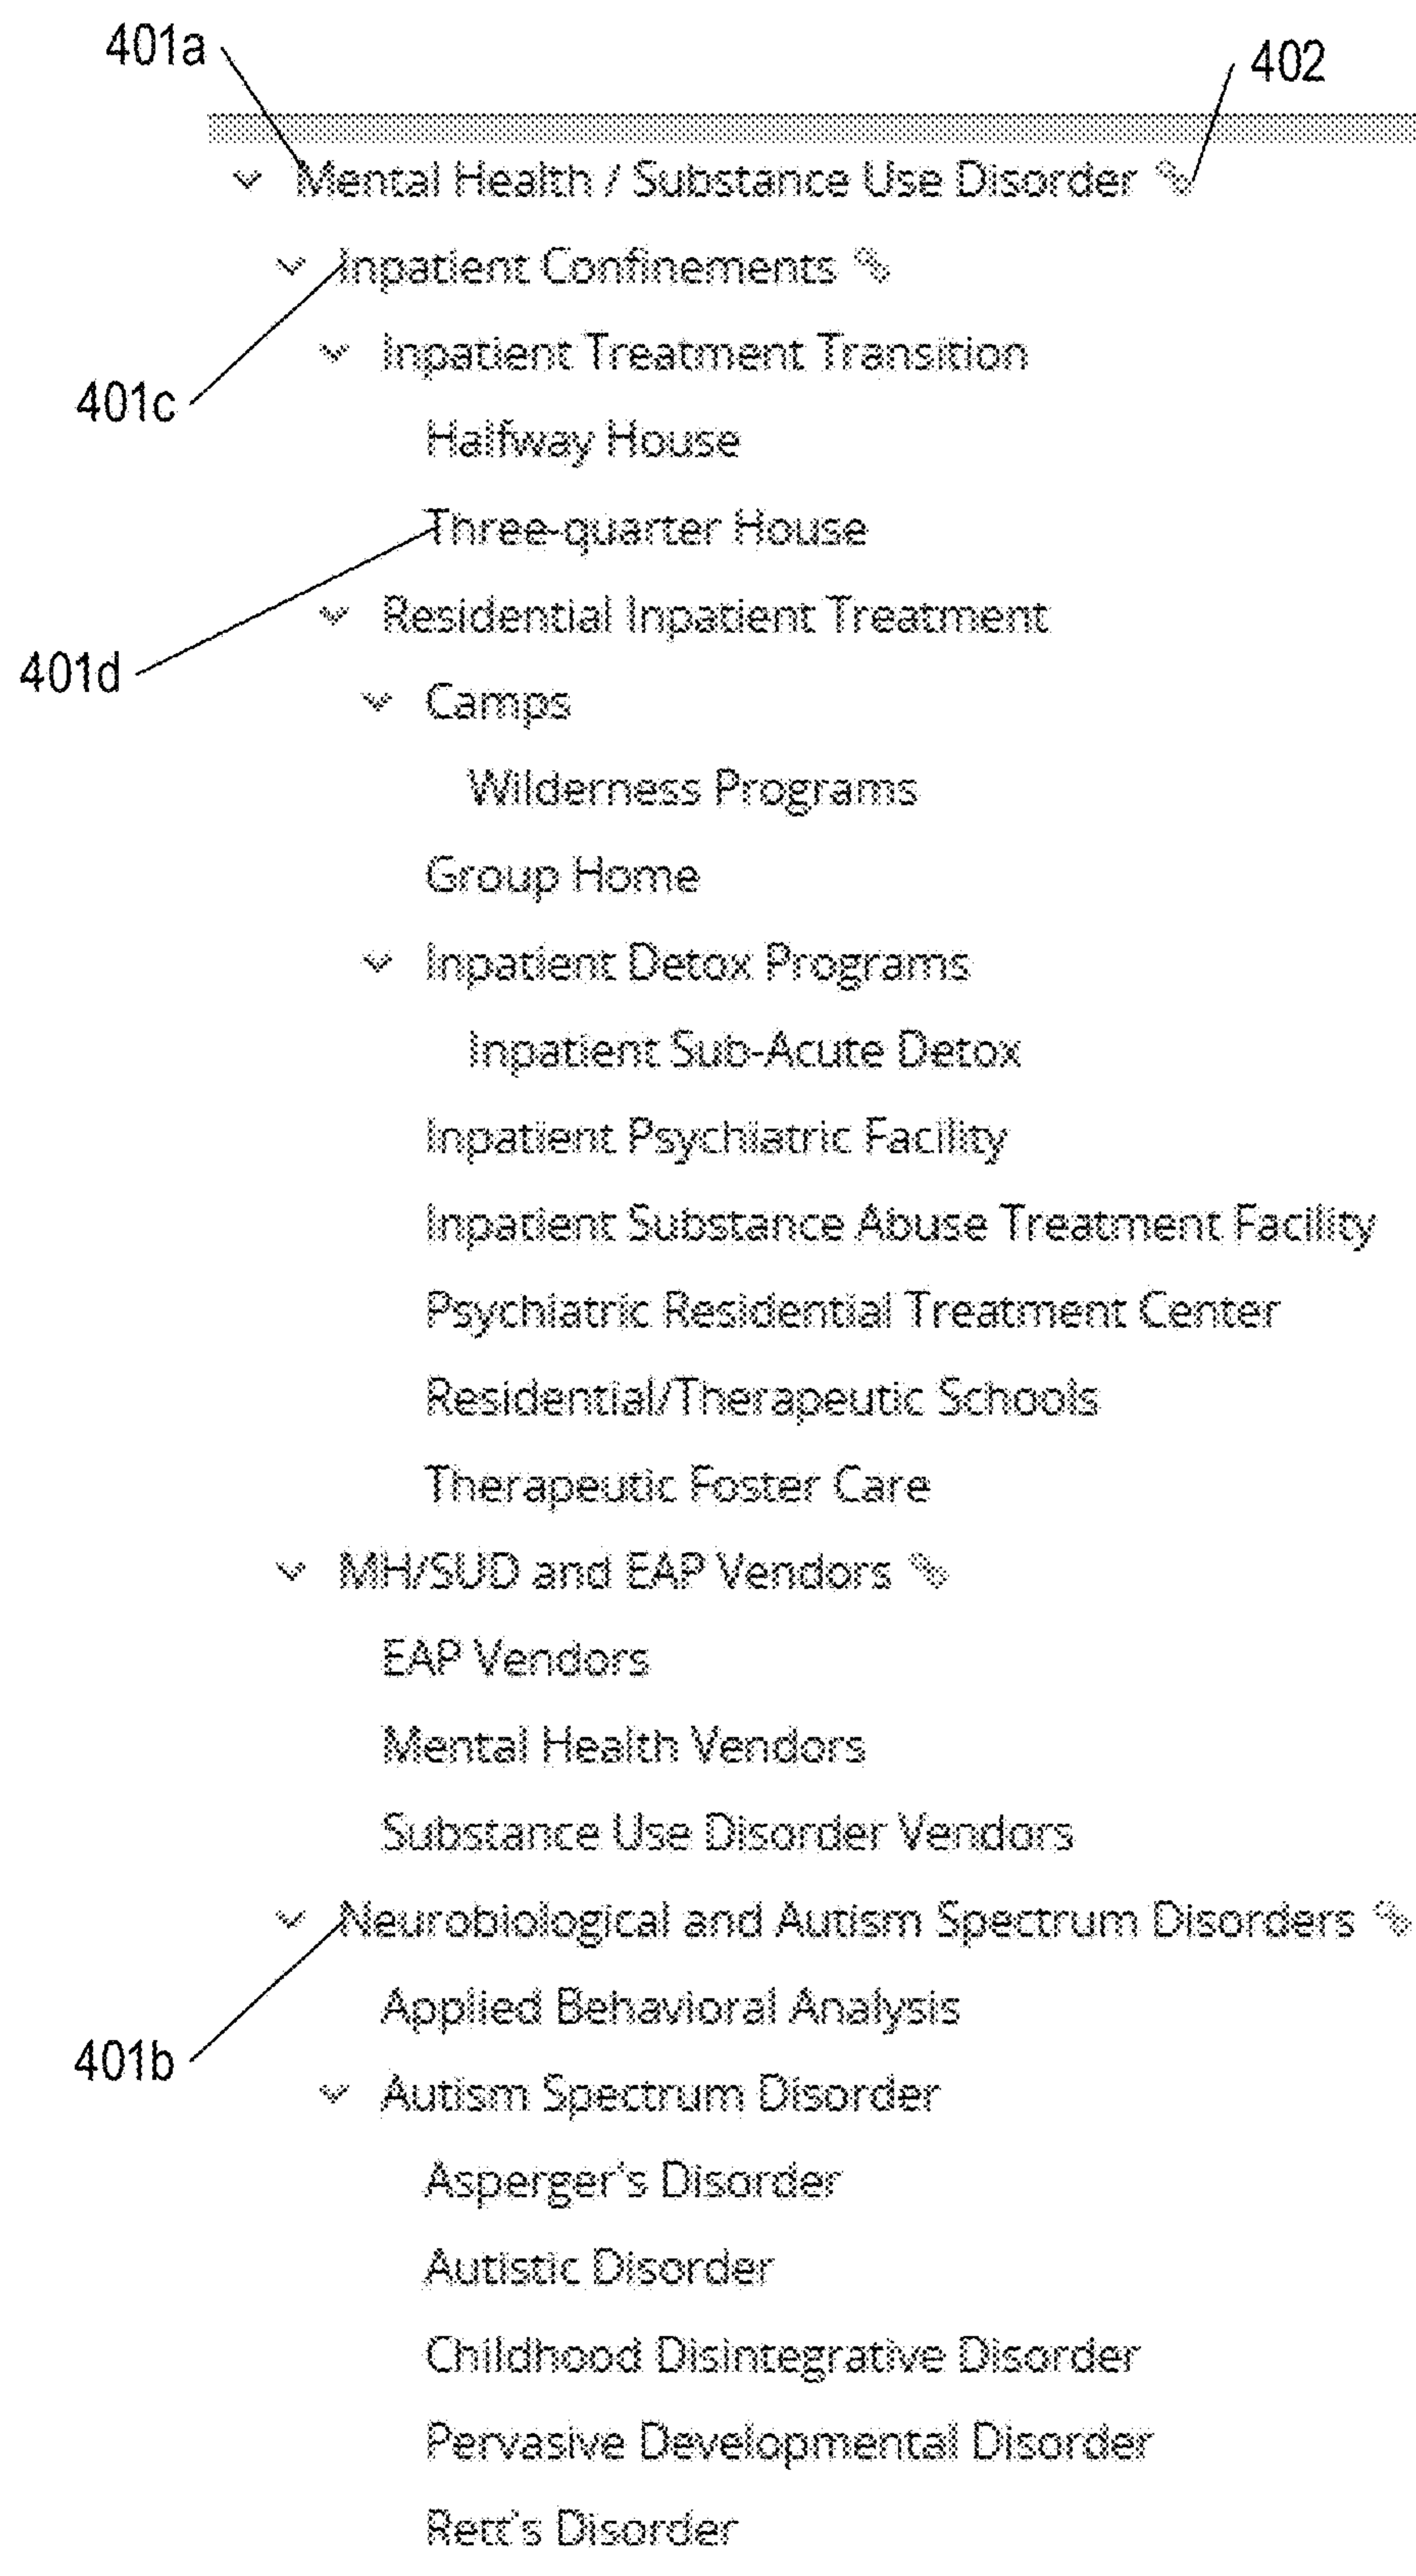 401a
402
Mental Health / Substance Use Disorder
Inpatient Confinements
Inpatient Treatment Transition
401c
Halfway House
Three-quarter House
Residential Inpatient Treatment
401d
Camps
Wilderness Programs
Group Home
Inpatient Detox Programs
Inpatient Sub-Acute Detox
Inpatient Psychiatric Facility
Inpatient Substance Abuse Treatment Facility
Psychiatric Residential Treatment Center
Residential/Therapeutic Schools
Therapeutic Foster Care
MH/SUD and EAP Vendors
EAP Vendors
Mental Health Vendors
Substance Use Disorder Vendors
Neurobiological and Autism Spectrum Disorders
Applied Behavioral Analysis
401b
Autism Spectrum Disorder
Asperger's Disorder
Autistic Disorder
Childhood Disintegrative Disorder
Pervasive Developmental Disorder
Rett's Disorder